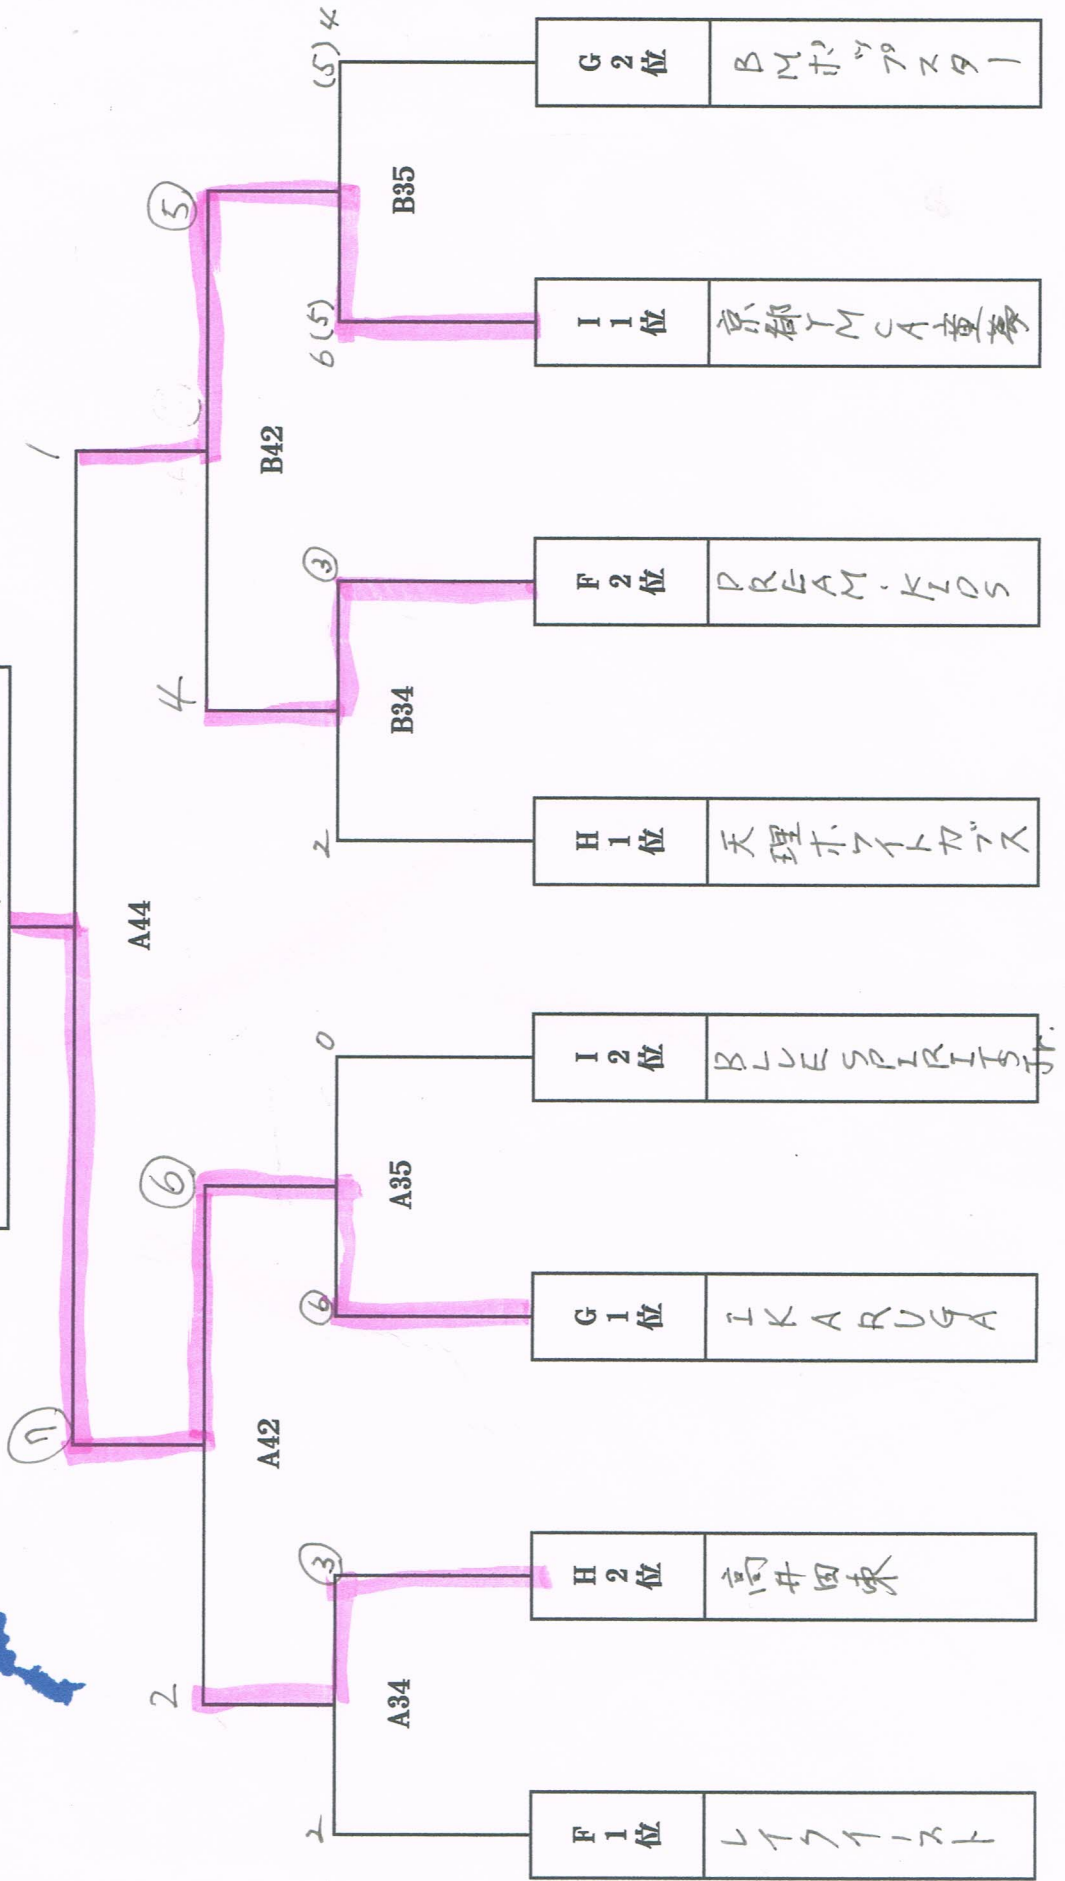 ⑦
1
A44
2
⑥
4
⑤
A42
B42
2
③
⑥
0
2
③
6(5)
(5)4
A34
A35
B34
B35
F1位
H2位
G1位
I2位
H1位
F2位
I1位
G2位
レイクイースト
高井田東
IKARUGA
BLUE SPIRITS Jr.
天理ホワイトカブス
DREAM・KIDS
京都YMCA童夢
BMホップスター